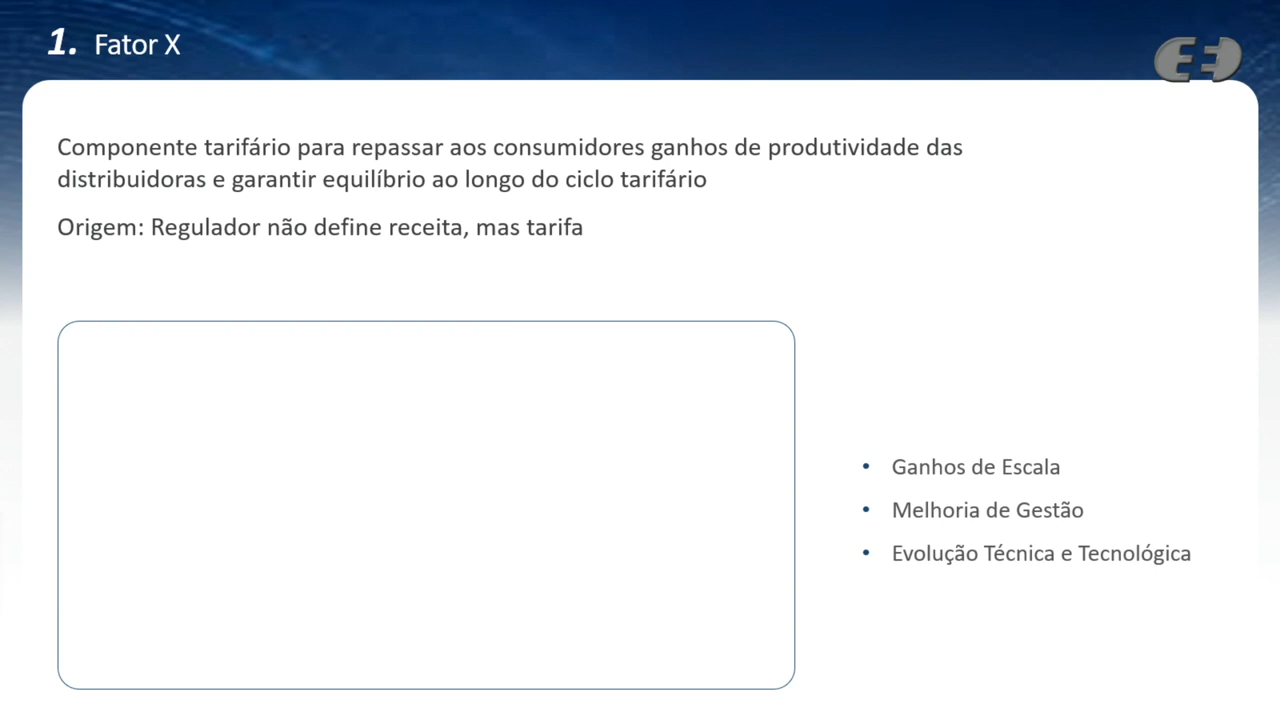 1. Fator X
Componente tarifário para repassar aos consumidores ganhos de produtividade das
distribuidoras e garantir equilíbrio ao longo do ciclo tarifário
Origem: Regulador não define receita, mas tarifa
• Ganhos de Escala
• Melhoria de Gestão
• Evolução Técnica e Tecnológica